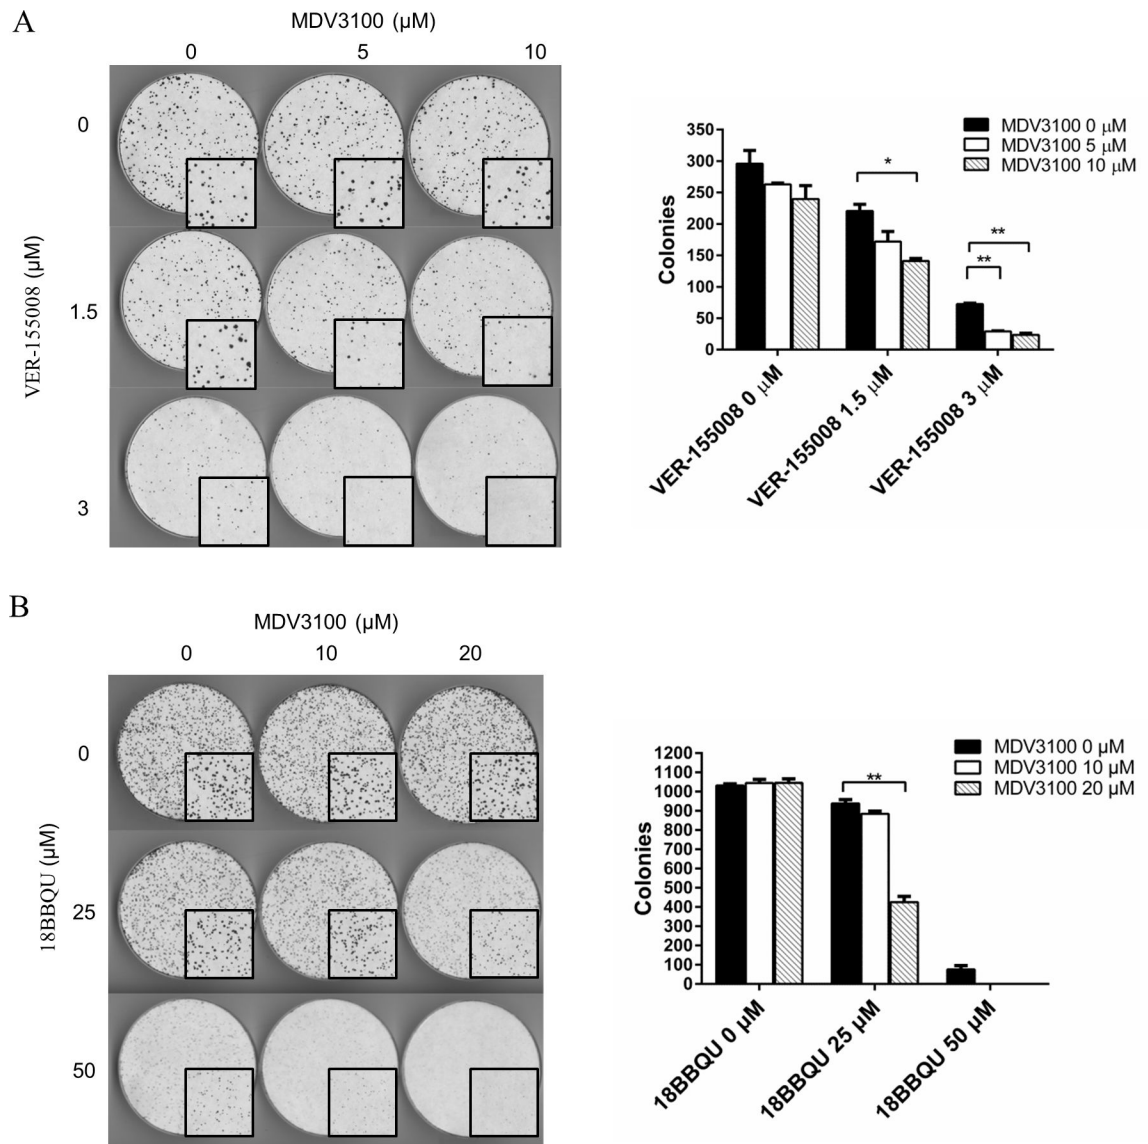 A
MDV3100 (µM)
0 5 10
VER-155008 (µM)
0
1.5
3
MDV3100 0 µM
MDV3100 5 µM
MDV3100 10 µM
Colonies
350
300
250
200
150
100
50
0
*
**
**
VER-155008 0 µM
VER-155008 1.5 µM
VER-155008 3 µM
B
MDV3100 (µM)
0 10 20
18BBQU (µM)
0
25
50
MDV3100 0 µM
MDV3100 10 µM
MDV3100 20 µM
Colonies
1200
1100
1000
900
800
700
600
500
400
300
200
100
0
**
18BBQU 0 µM
18BBQU 25 µM
18BBQU 50 µM